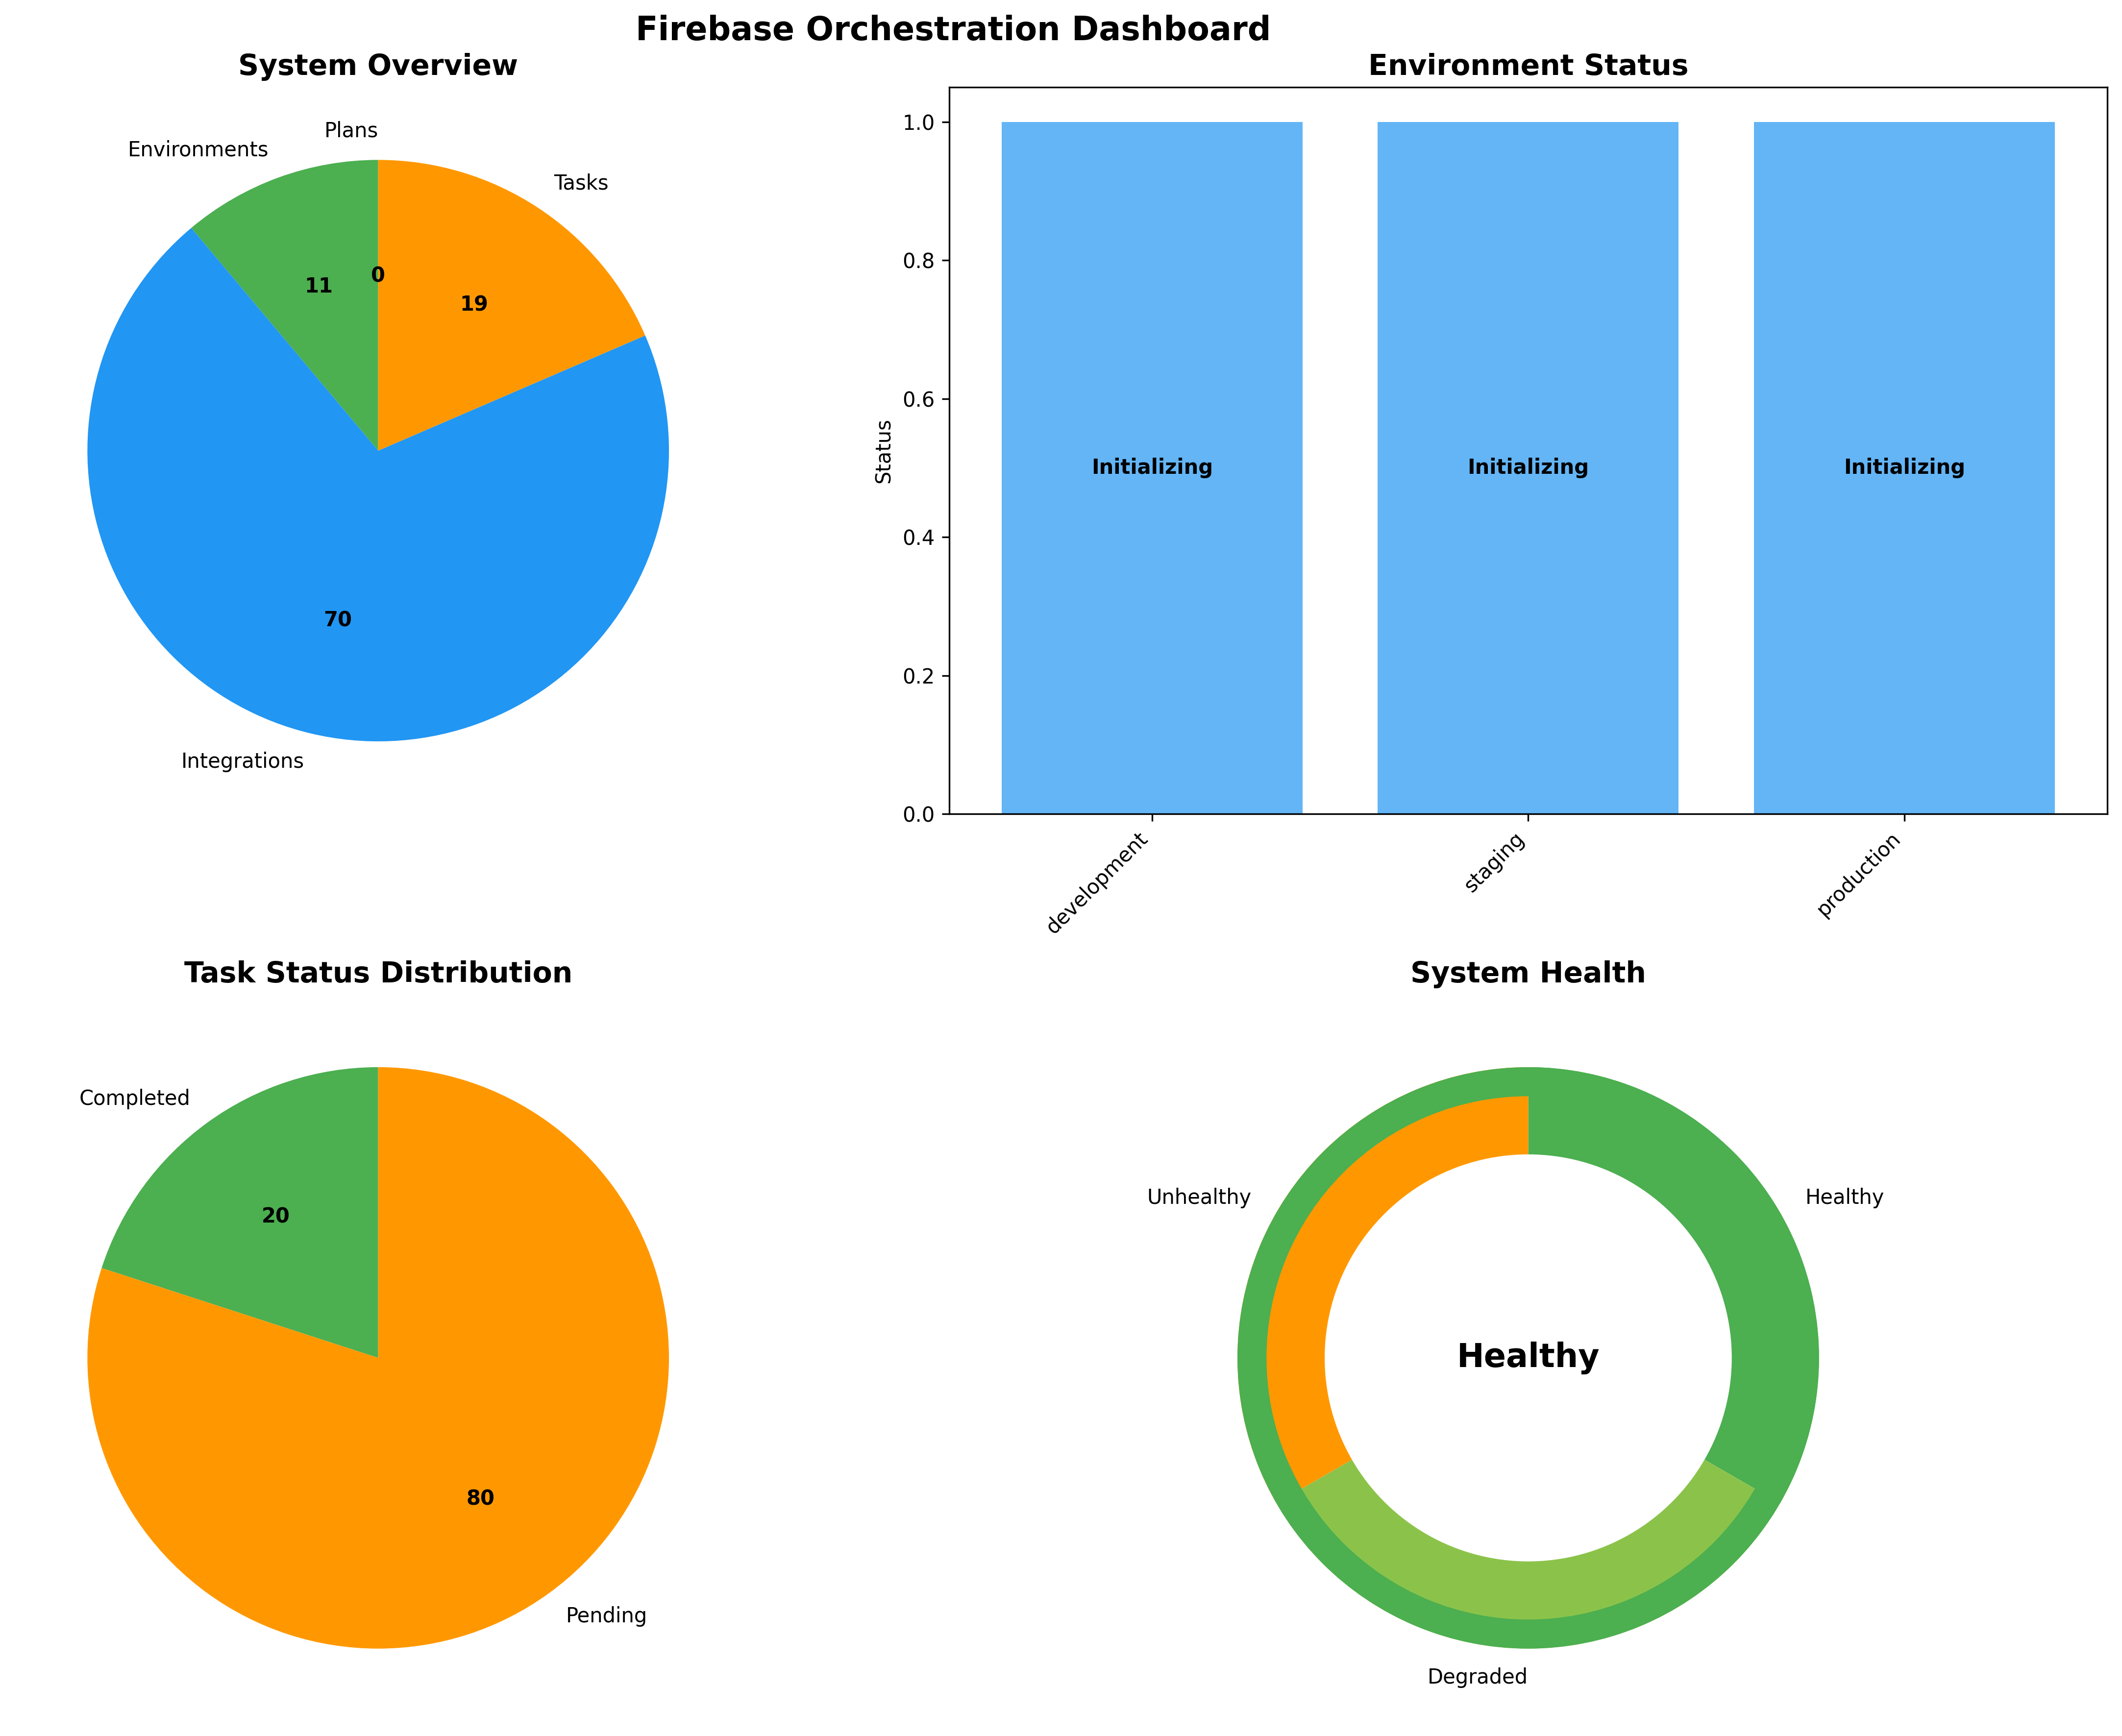 Firebase Orchestration Dashboard
System Overview
Plans
Environments
Tasks
11
0
19
70
Integrations
Environment Status
1.0
0.8
0.6
0.4
0.2
0.0
Status
Initializing
Initializing
Initializing
development
staging
production
Task Status Distribution
Completed
20
80
Pending
System Health
Unhealthy
Healthy
Healthy
Degraded